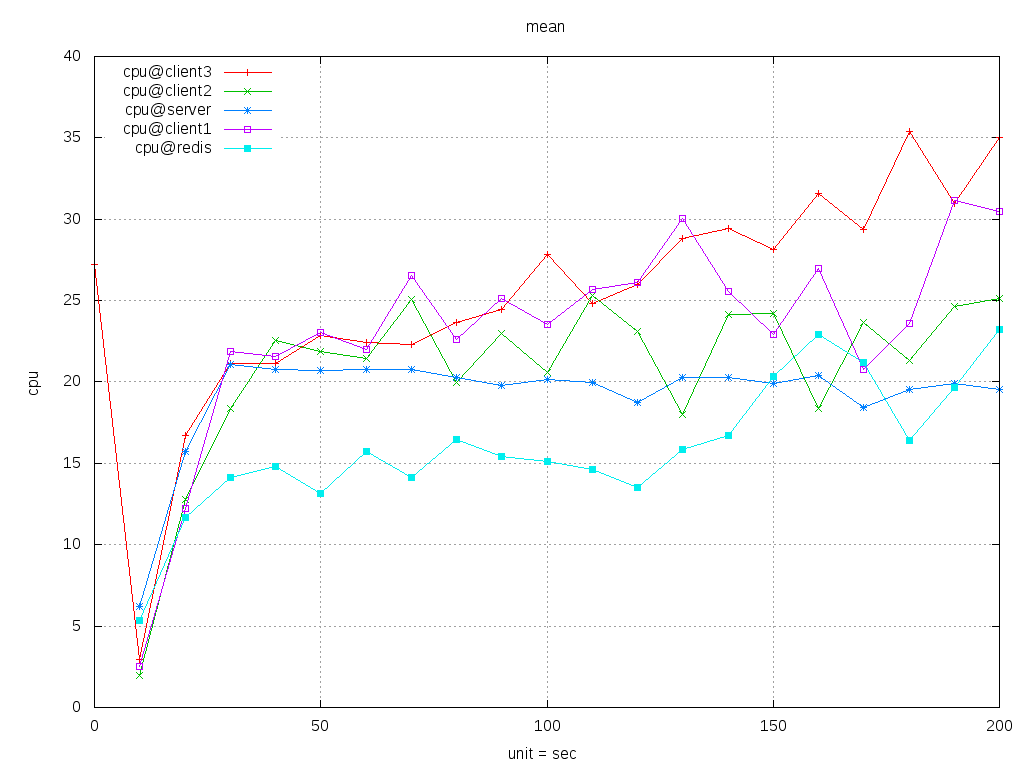 mean
40
35
30
25
20
15
10
5
0
cpu
cpu@client3
cpu@client2
cpu@server
cpu@client1
cpu@redis
0 50 100 150 200
unit = sec